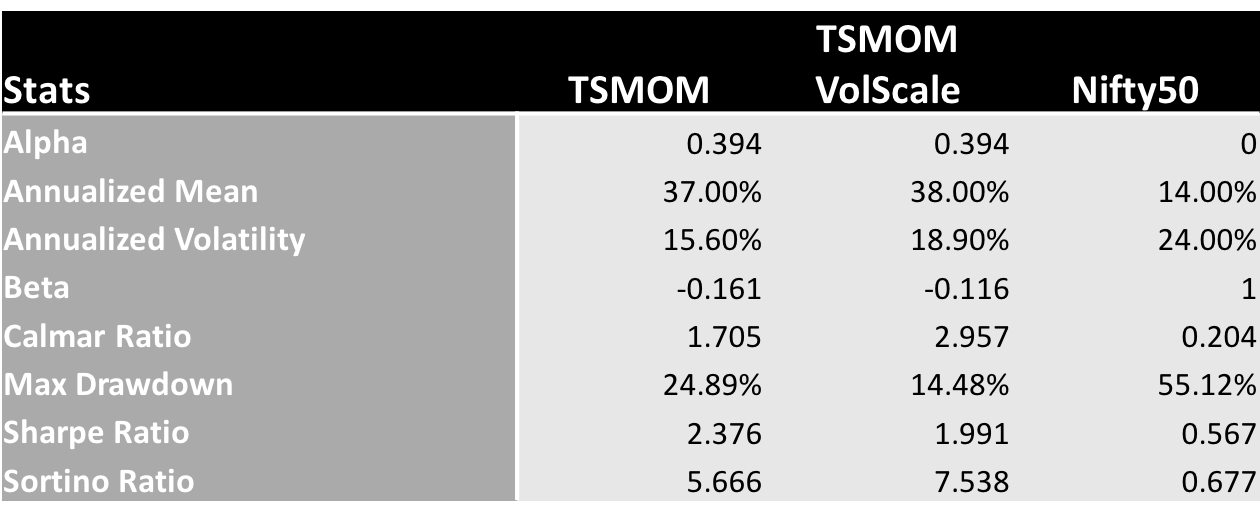 TSMOM
Stats TSMOM VolScale Nifty50
Alpha 0.394 0.394 0
Annualized Mean 37.00% 38.00% 14.00%
Annualized Volatility 15.60% 18.90% 24.00%
Beta -0.161 -0.116 1
Calmar Ratio 1.705 2.957 0.204
Max Drawdown 24.89% 14.48% 55.12%
Sharpe Ratio 2.376 1.991 0.567
Sortino Ratio 5.666 7.538 0.677